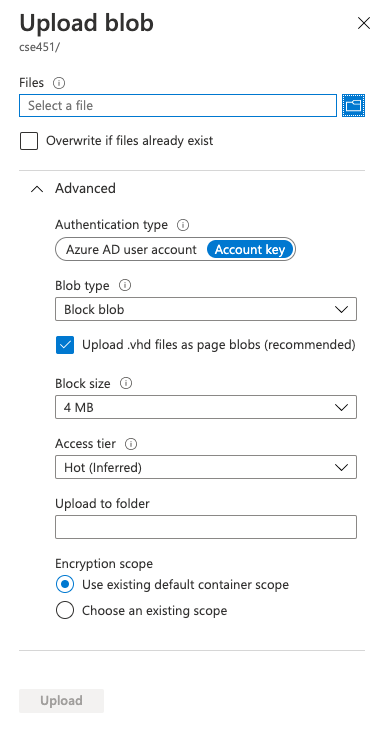 Upload blob
cse451/
Files
Select a file
Overwrite if files already exist
Advanced
Authentication type
Azure AD user account Account key
Blob type
Block blob
Upload .vhd files as page blobs (recommended)
Block size
4 MB
Access tier
Hot (Inferred)
Upload to folder
Encryption scope
Use existing default container scope
Choose an existing scope
Upload